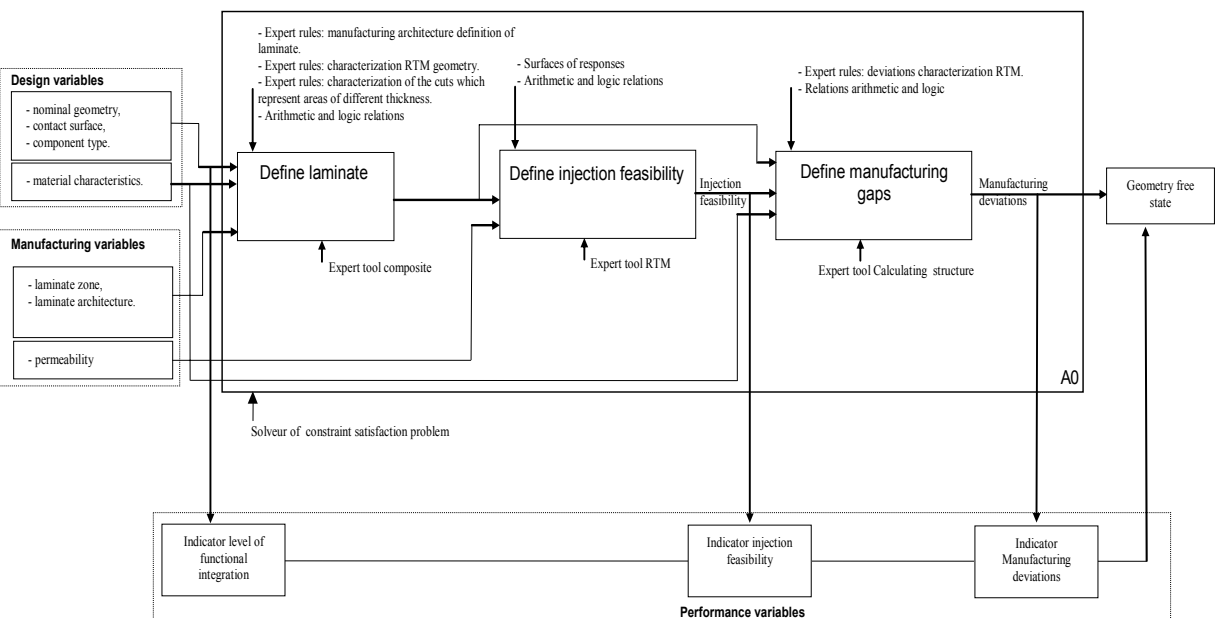 - Expert rules: manufacturing architecture definition of
laminate.
- Expert rules: characterization RTM geometry.
- Expert rules: characterization of the cuts which
represent areas of different thickness.
- Arithmetic and logic relations
- Surfaces of responses
- Arithmetic and logic relations
- Expert rules: deviations characterization RTM.
- Relations arithmetic and logic
Design variables
- nominal geometry,
- contact surface,
- component type.
- material characteristics.
Manufacturing variables
- laminate zone,
- laminate architecture.
- permeability
Define laminate
Expert tool composite
Define injection feasibility
Expert tool RTM
Injection
feasibility
Define manufacturing
gaps
Expert tool Calculating structure
Manufacturing
deviations
Geometry free
state
A0
Solveur of constraint satisfaction problem
Indicator level of
functional
integration
Indicator injection
feasibility
Indicator
Manufacturing
deviations
Performance variables